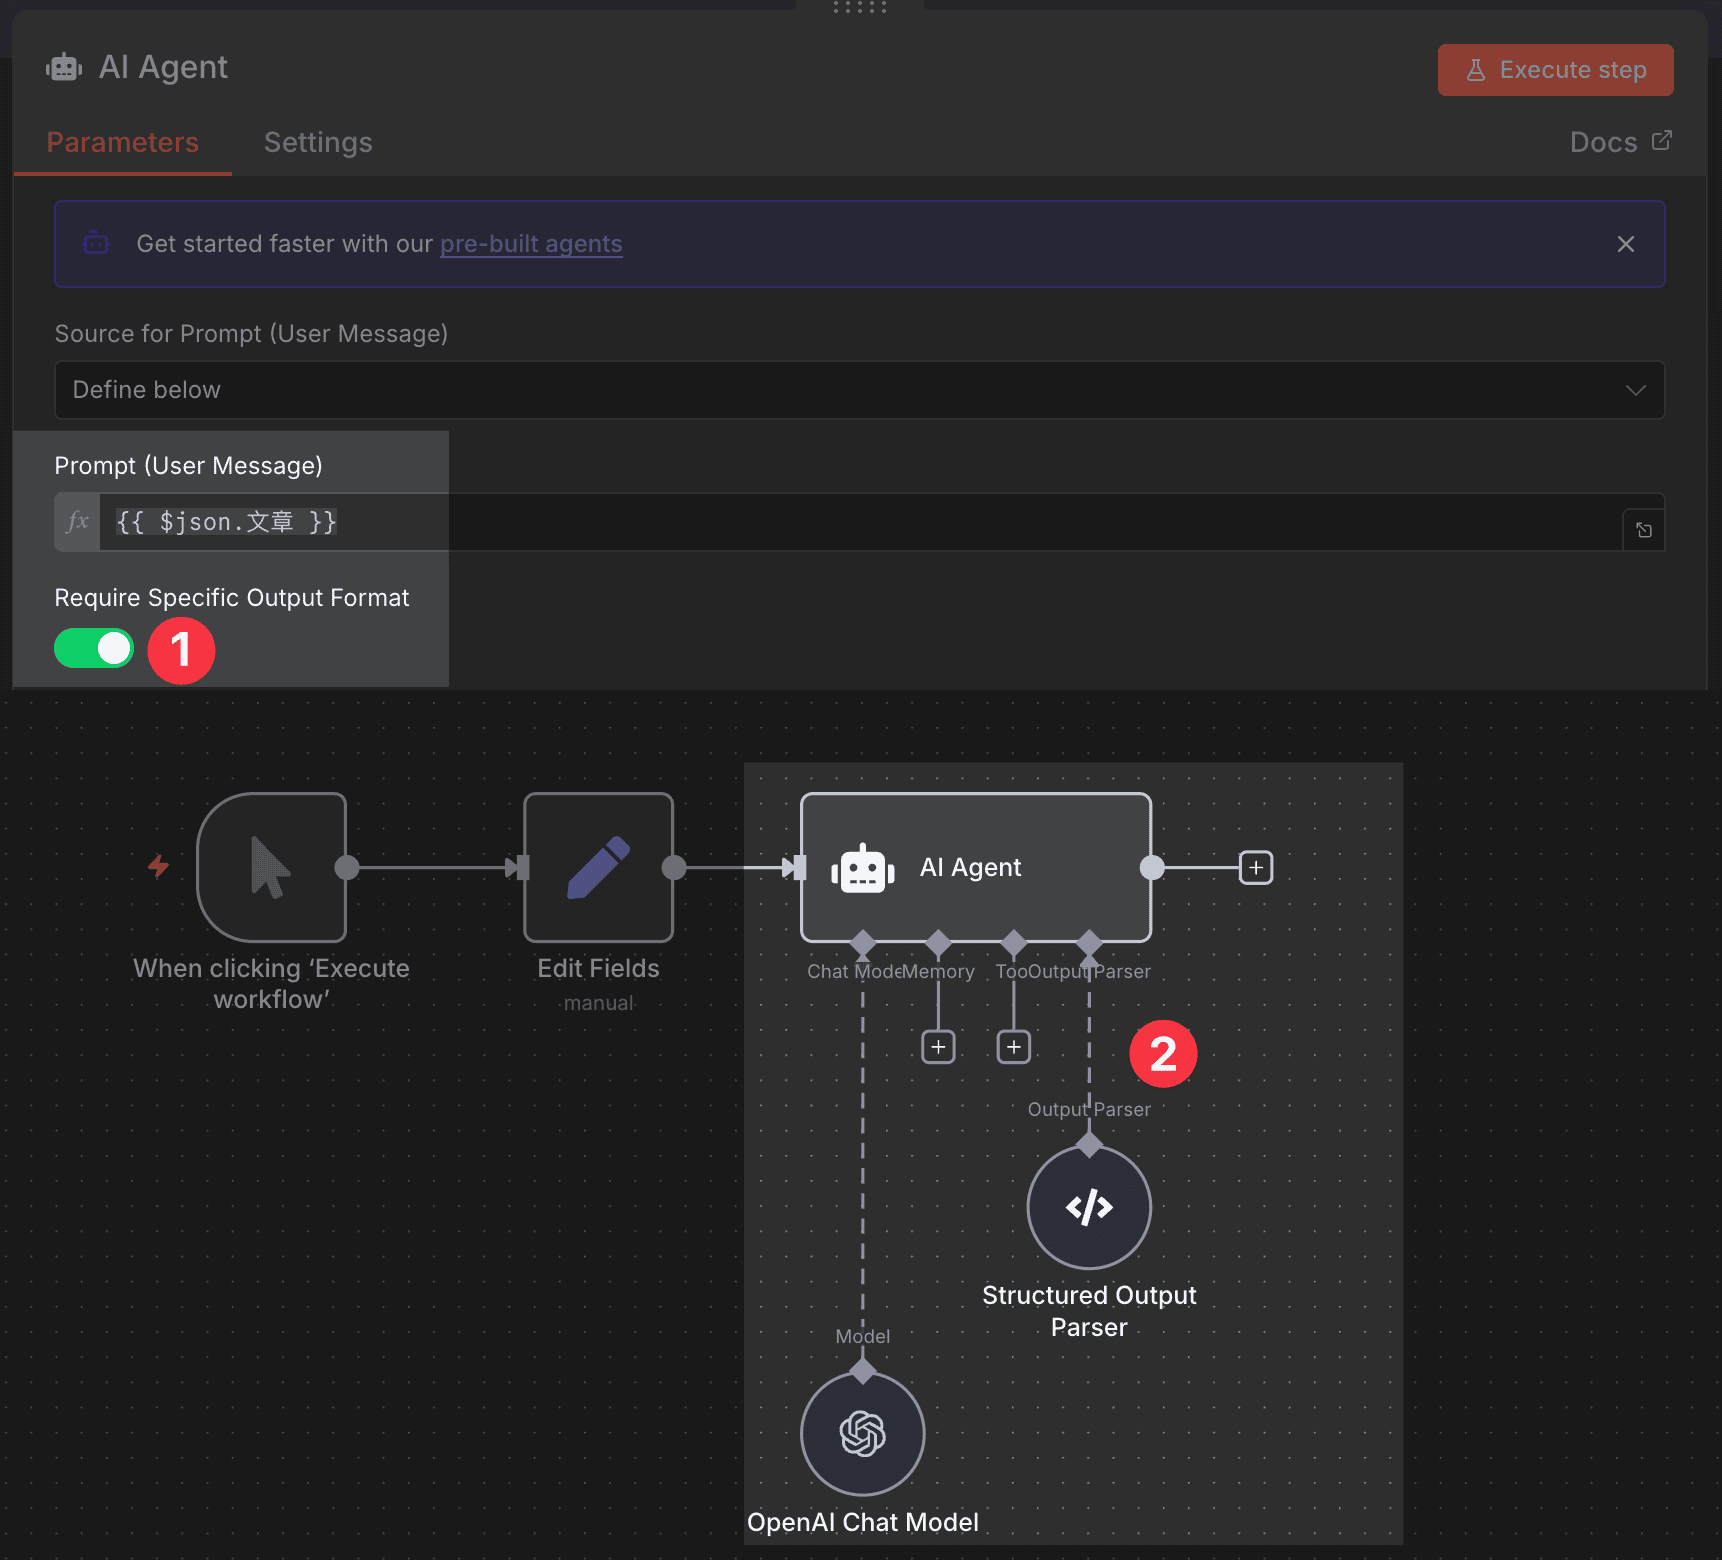 AI Agent
Execute step
Parameters
Settings
Docs
Get started faster with our pre-built agents
Source for Prompt (User Message)
Define below
Prompt (User Message)
fx
{{ $json.文章 }}
Require Specific Output Format
1
AI Agent
When clicking ‘Execute
workflow’
Edit Fields
manual
Chat Mode
Memory
Too
Output Parser
2
Output Parser
Structured Output
Parser
Model
OpenAI Chat Model